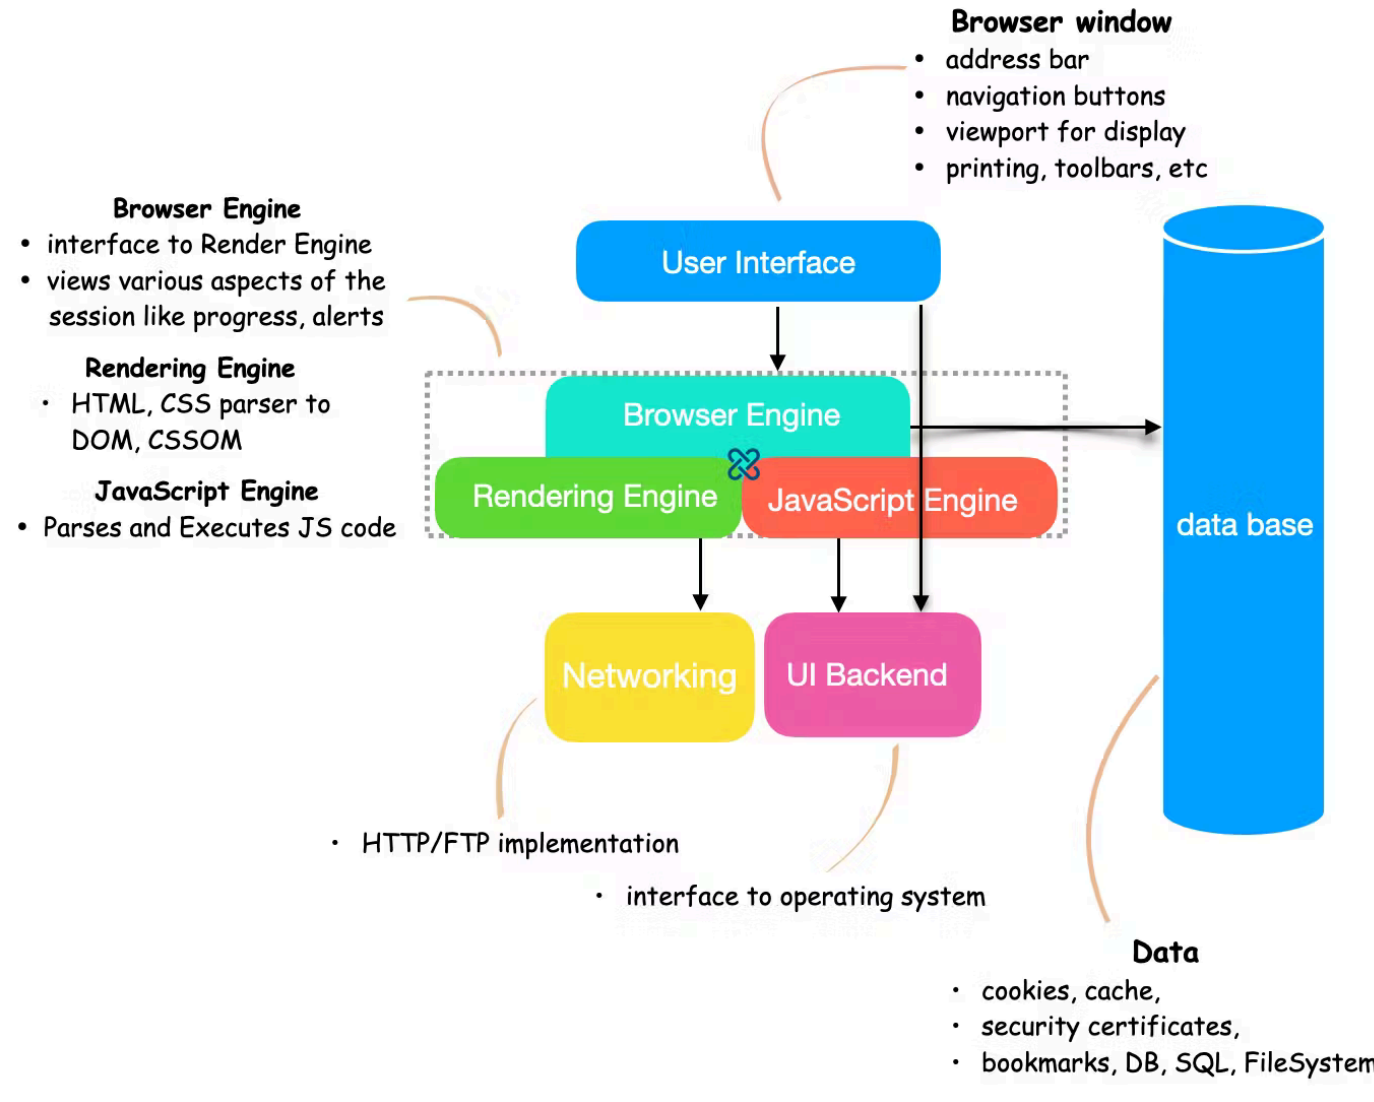 Browser window
• address bar
• navigation buttons
• viewport for display
• printing, toolbars, etc
Browser Engine
• interface to Render Engine
• views various aspects of the
session like progress, alerts
Rendering Engine
• HTML, CSS parser to
DOM, CSSOM
JavaScript Engine
• Parses and Executes JS code
User Interface
Browser Engine
Rendering Engine
JavaScript Engine
data base
Networking
UI Backend
• HTTP/FTP implementation
• interface to operating system
Data
• cookies, cache,
• security certificates,
• bookmarks, DB, SQL, FileSystem